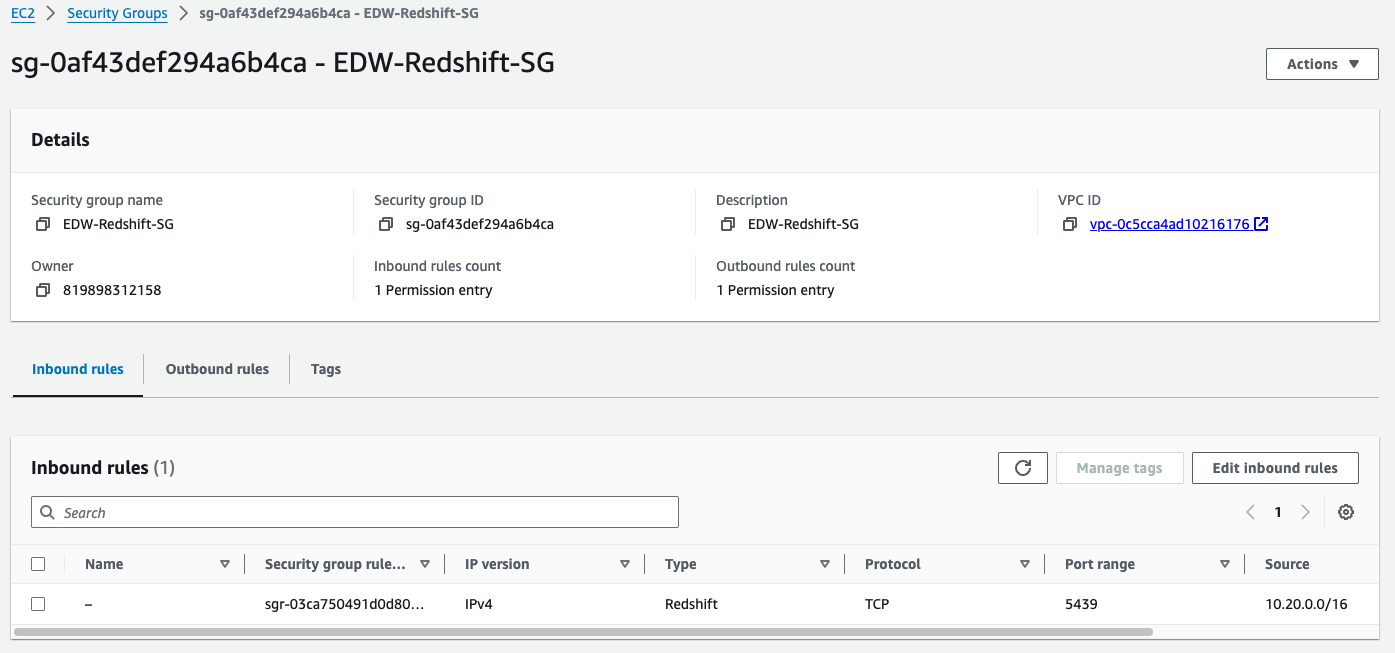 EC2 > Security Groups > sg-0af43def294a6b4ca - EDW-Redshift-SG
sg-0af43def294a6b4ca - EDW-Redshift-SG
Actions
Details
Security group name
EDW-Redshift-SG
Security group ID
sg-0af43def294a6b4ca
Description
EDW-Redshift-SG
VPC ID
vpc-0c5cca4ad10216176
Owner
819898312158
Inbound rules count
1 Permission entry
Outbound rules count
1 Permission entry
Inbound rules Outbound rules Tags
Inbound rules (1)
Manage tags Edit inbound rules
Search
1
Name Security group rule... IP version Type Protocol Port range Source
– sgr-03ca750491d0d80... IPv4 Redshift TCP 5439 10.20.0.0/16